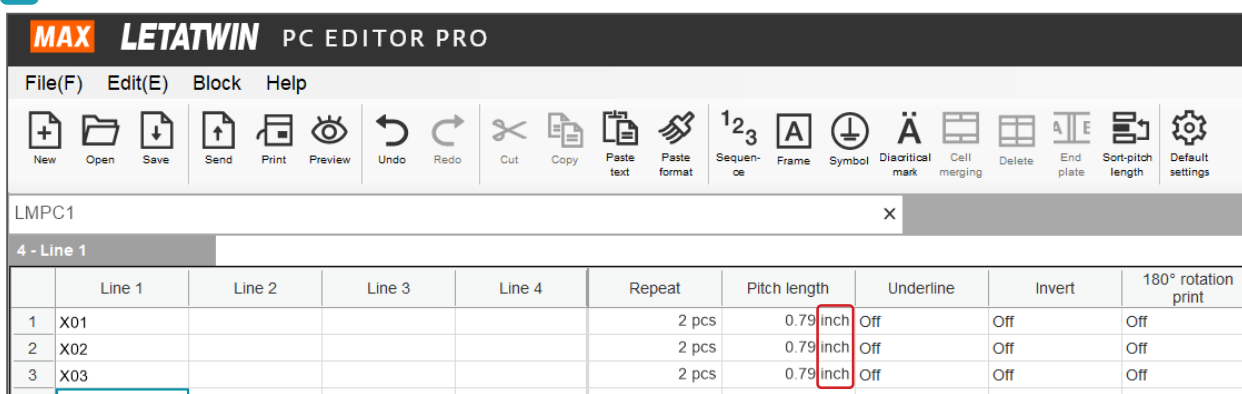 MAX LETATWIN PC EDITOR PRO
File(F) Edit(E) Block Help
New Open Save Send Print Preview Undo Redo Cut Copy Paste text Paste format Sequen-ce Frame Symbol Diacritical mark Cell merging Delete End plate Sort-pitch length Default settings
LMPC1 ×
4 - Line 1
Line 1 Line 2 Line 3 Line 4 Repeat Pitch length Underline Invert 180° rotation print
1 X01 2 pcs 0.79 inch Off Off Off
2 X02 2 pcs 0.79 inch Off Off Off
3 X03 2 pcs 0.79 inch Off Off Off